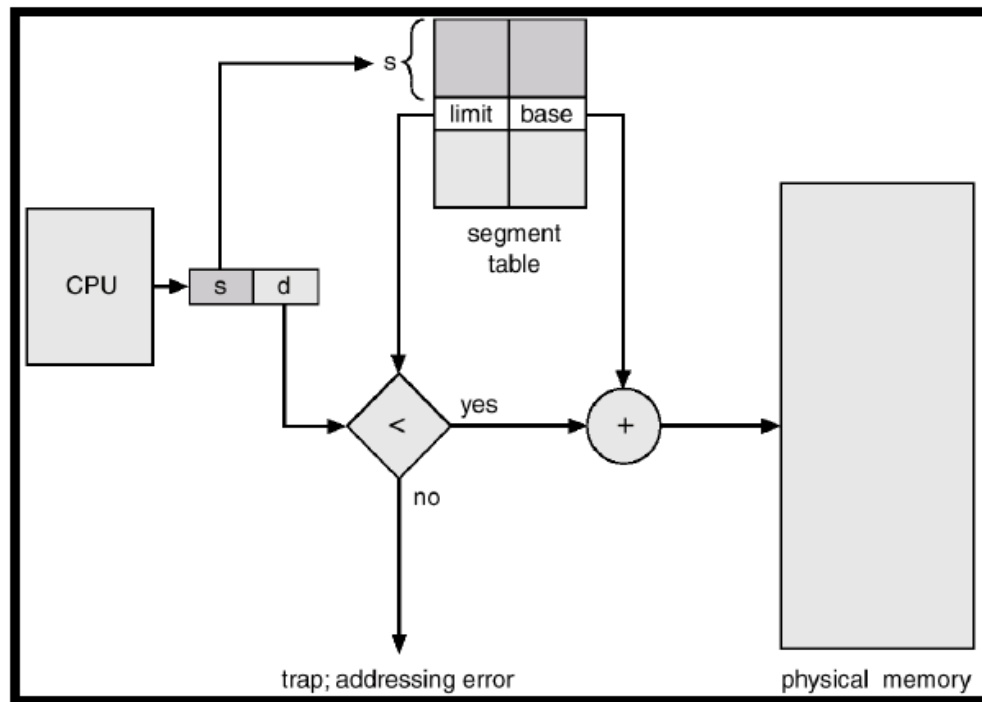 s
limit base
segment
table
CPU
s d
<
yes
+
no
trap; addressing error
physical memory